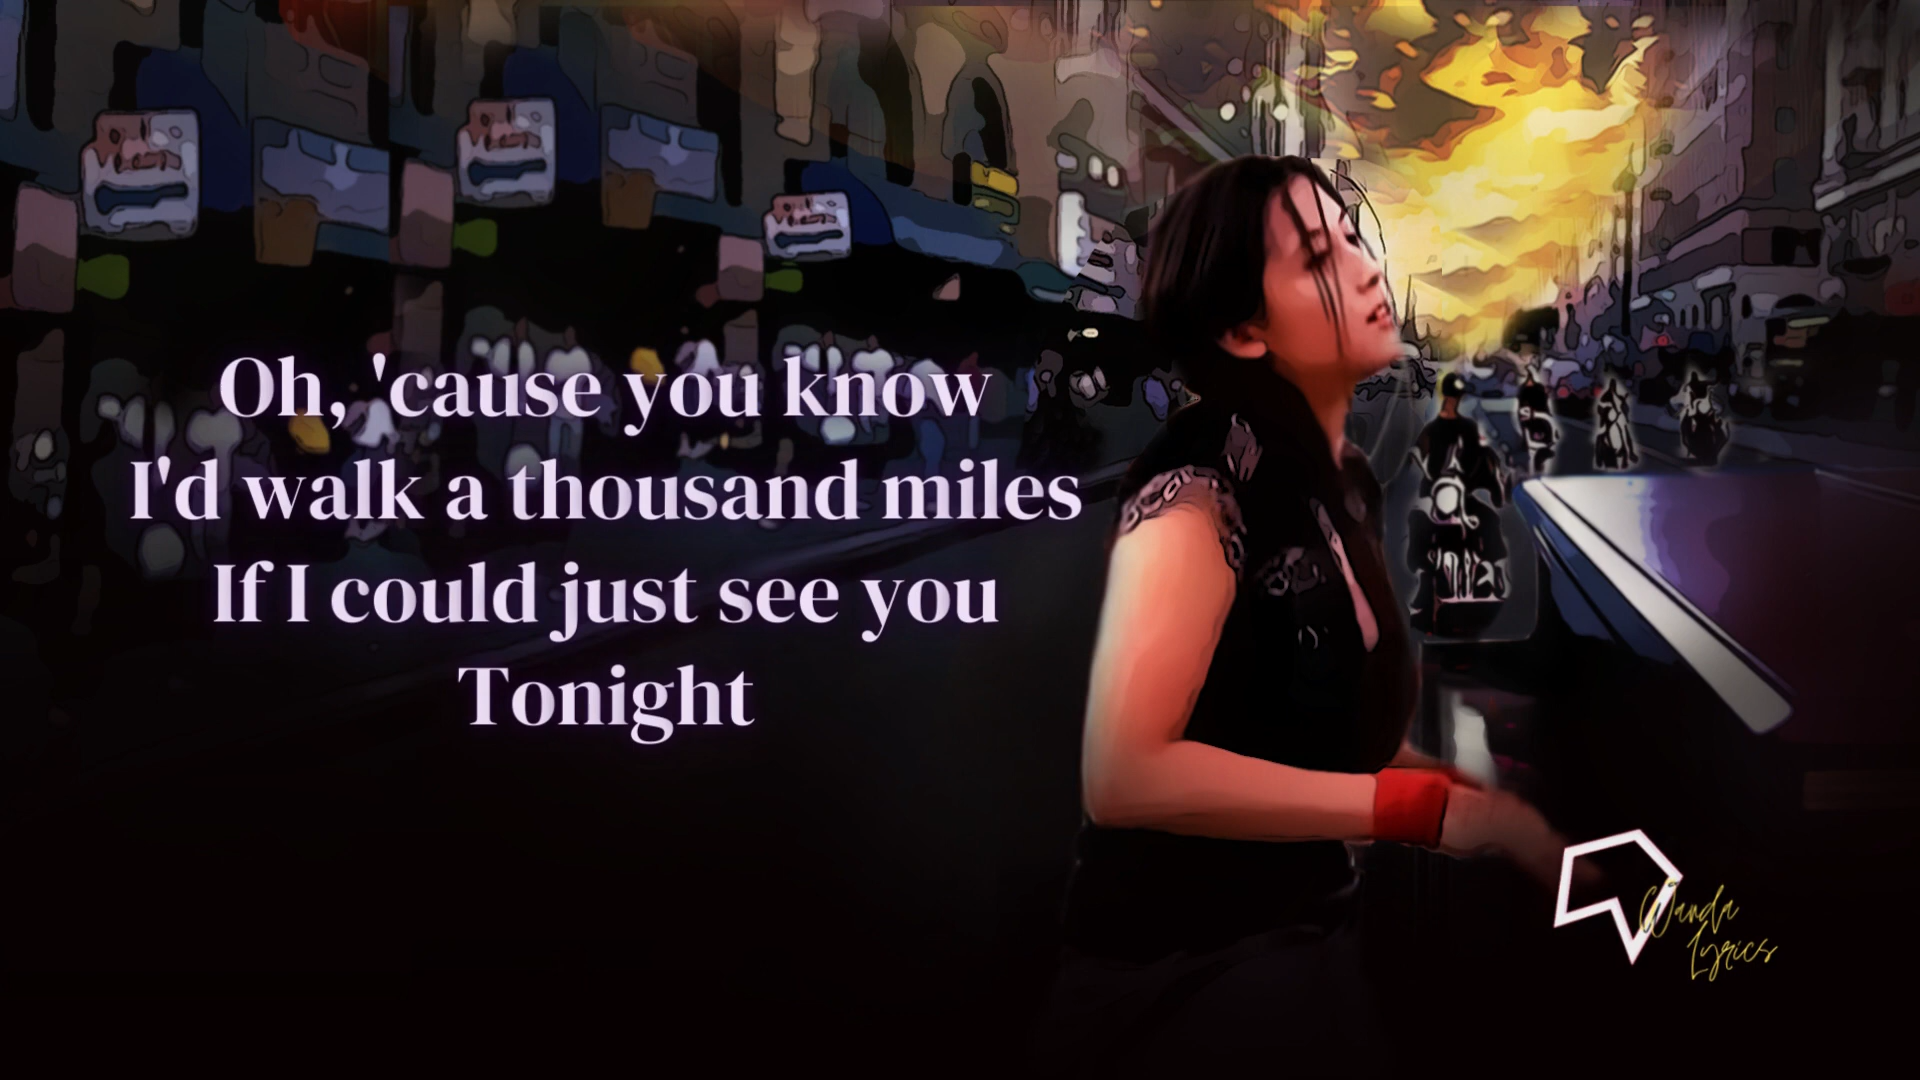 Oh, 'cause you know
I'd walk a thousand miles
If I could just see you
Tonight
Wanda
Lyrics